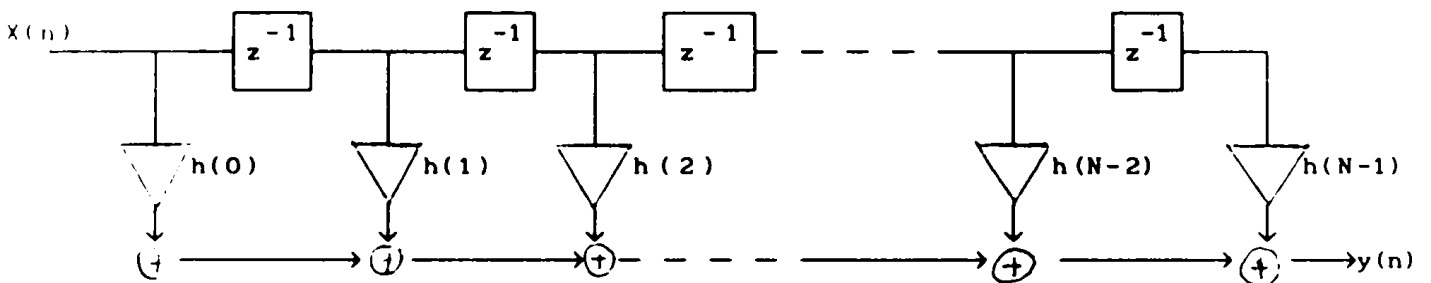 X(n)
z^-1 z^-1 z^-1 z^-1
h(0) h(1) h(2) h(N-2) h(N-1)
+ + + + + y(n)